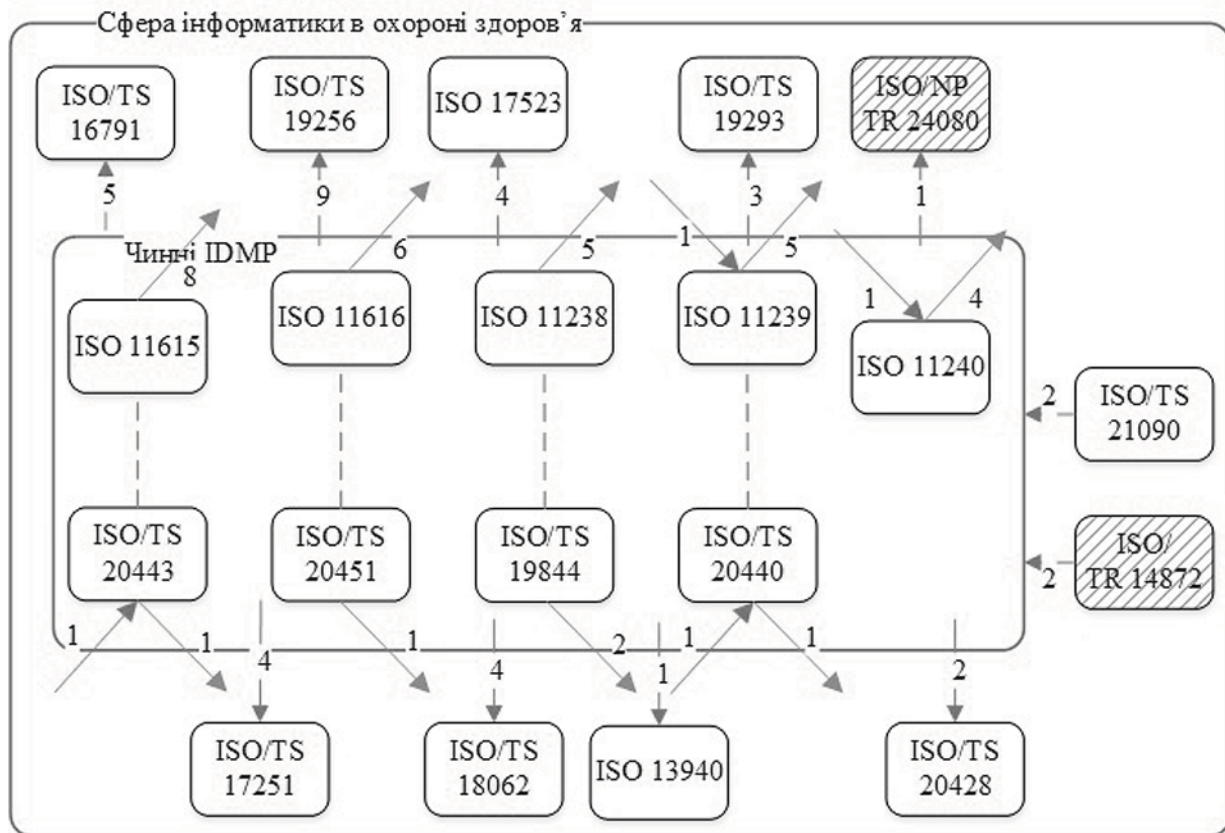 Сфера інформатики в охороні здоров’я
ISO/TS
16791
ISO/TS
19256
ISO 17523
ISO/TS
19293
ISO/NP
TR 24080
5
9
4
3
1
Чинні IDMP
8
6
5
1
5
1
4
ISO 11615
ISO 11616
ISO 11238
ISO 11239
ISO 11240
2
ISO/TS
21090
ISO/TS
20443
ISO/TS
20451
ISO/TS
19844
ISO/TS
20440
2
ISO/
TR 14872
1
1
4
1
4
2
1
1
1
2
ISO/TS
17251
ISO/TS
18062
ISO 13940
ISO/TS
20428